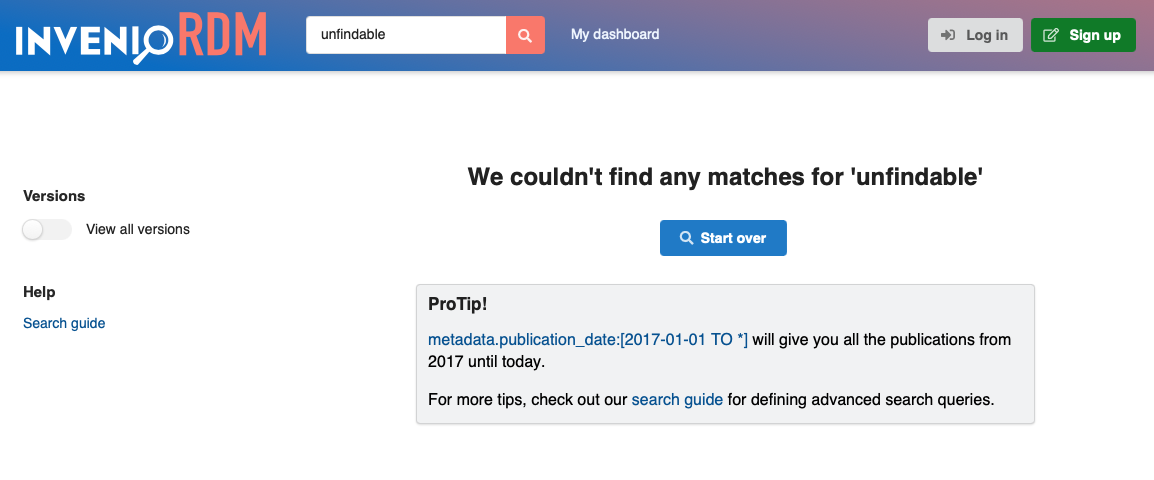 INVENIO RDM
unfindable
My dashboard
Log in
Sign up
We couldn't find any matches for 'unfindable'
Versions
View all versions
Start over
Help
Search guide
ProTip!
metadata.publication_date:[2017-01-01 TO *] will give you all the publications from
2017 until today.
For more tips, check out our search guide for defining advanced search queries.